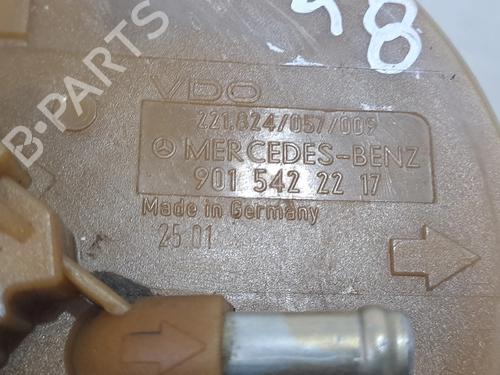 98
VDO
221.824/057/009
MERCEDES-BENZ
901 542 22 17
Made in Germany
25 01
B-PARTS